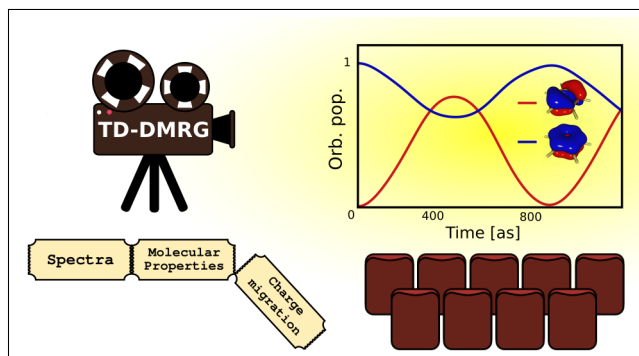 TD-DMRG
Spectra
Molecular
Properties
Charge
migration
1
Orb. pop.
0
400
800
Time [as]